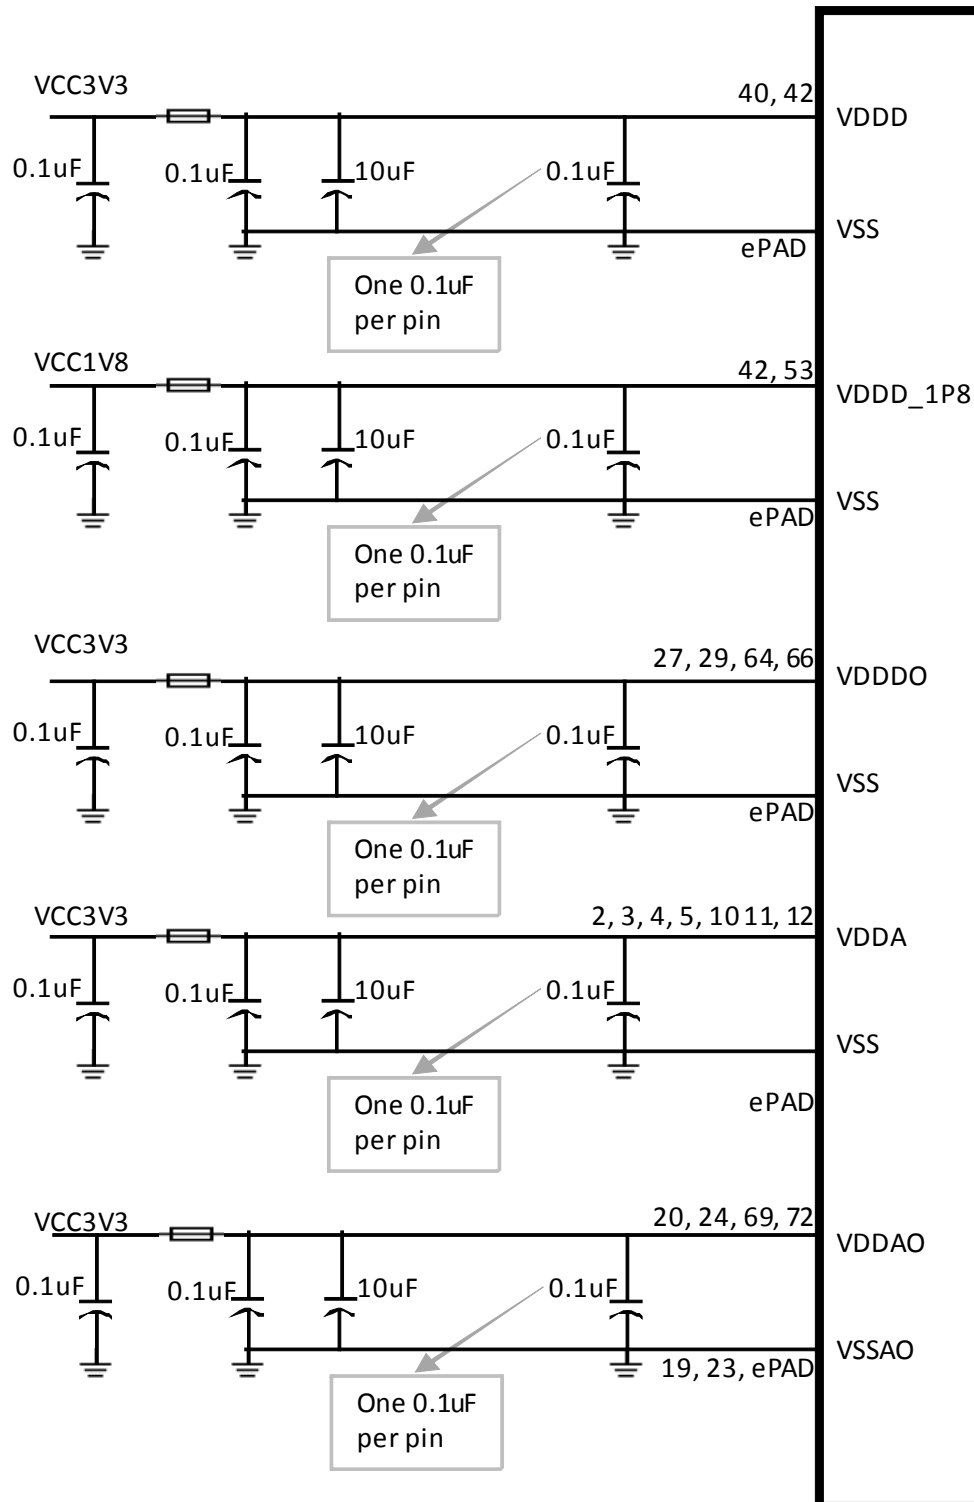 VCC3V3
40, 42
VDDD
0.1uF
0.1uF
10uF
0.1uF
VSS
ePAD
One 0.1uF
per pin
VCC1V8
42, 53
VDDD_1P8
0.1uF
0.1uF
10uF
0.1uF
VSS
ePAD
One 0.1uF
per pin
VCC3V3
27, 29, 64, 66
VDDDO
0.1uF
0.1uF
10uF
0.1uF
VSS
ePAD
One 0.1uF
per pin
VCC3V3
2, 3, 4, 5, 10 11, 12
VDDA
0.1uF
0.1uF
10uF
0.1uF
VSS
ePAD
One 0.1uF
per pin
VCC3V3
20, 24, 69, 72
VDDAO
0.1uF
0.1uF
10uF
0.1uF
VSSAO
19, 23, ePAD
One 0.1uF
per pin